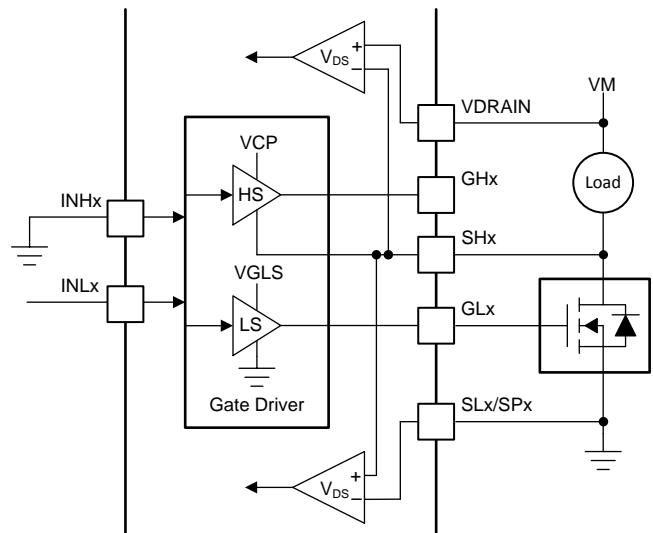 VDS
+
−
VM
VDRAIN
VCP
GHx
Load
HS
INHx
SHx
VGLS
INLx
GLx
LS
Gate Driver
SLx/SPx
VDS
+
−